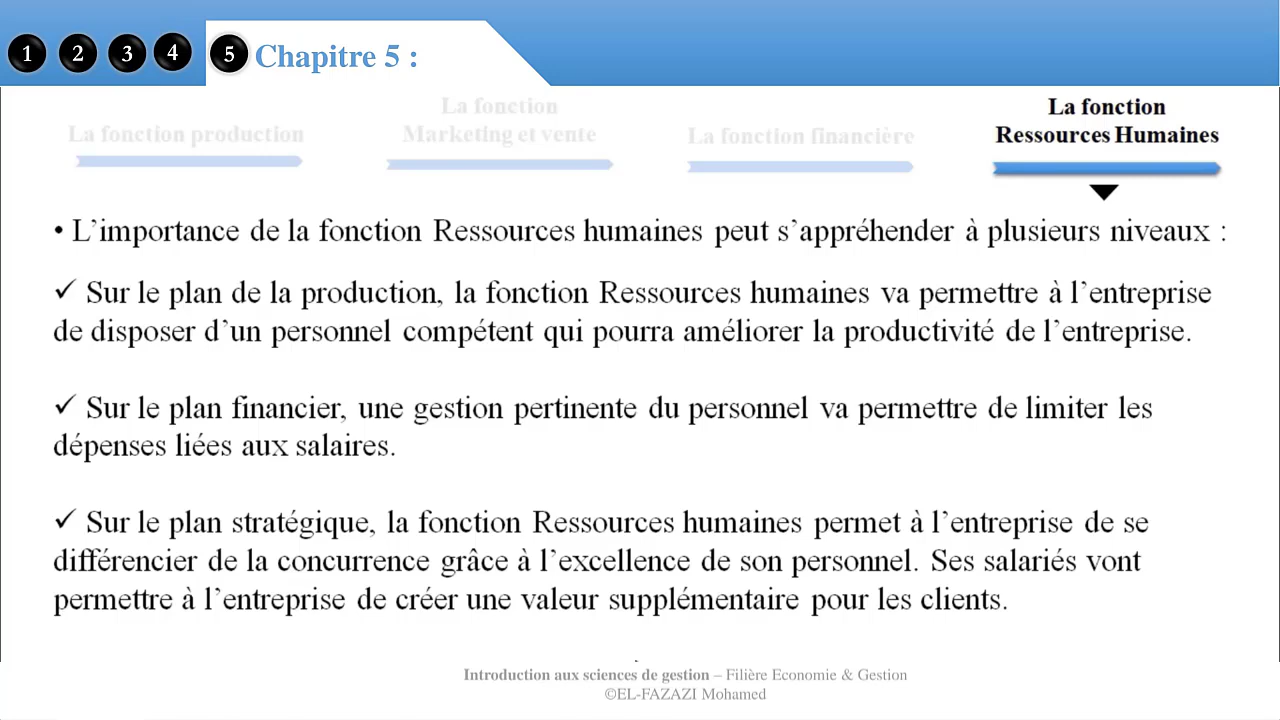 1 2 3 4 5 Chapitre 5 :
La fonction production
La fonction
Marketing et vente
La fonction financière
La fonction
Ressources Humaines
• L’importance de la fonction Ressources humaines peut s’appréhender à plusieurs niveaux :
✓ Sur le plan de la production, la fonction Ressources humaines va permettre à l’entreprise
de disposer d’un personnel compétent qui pourra améliorer la productivité de l’entreprise.
✓ Sur le plan financier, une gestion pertinente du personnel va permettre de limiter les
dépenses liées aux salaires.
✓ Sur le plan stratégique, la fonction Ressources humaines permet à l’entreprise de se
différencier de la concurrence grâce à l’excellence de son personnel. Ses salariés vont
permettre à l’entreprise de créer une valeur supplémentaire pour les clients.
Introduction aux sciences de gestion – Filière Economie & Gestion
©EL-FAZAZI Mohamed